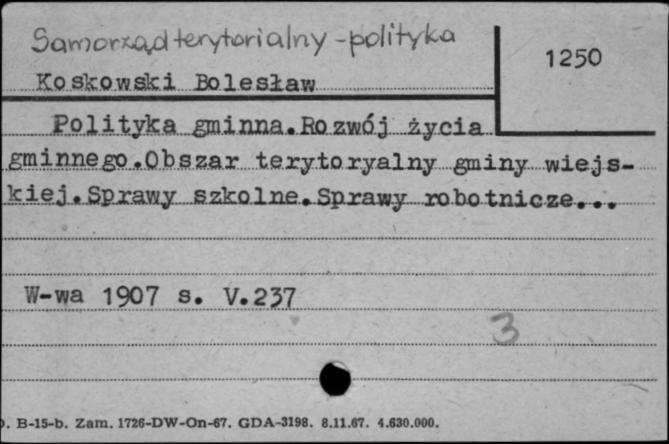 Samorząd terytorialny - polityka
1250
Koskowski Bolesław
Polityka gminna.Rozwój życia
gminnego.Obszar terytoryalny gminy wiejs-
kiej.Sprawy szkolne.Sprawy robotnicze...
W-wa 1907 s. V.237
3
B-15-b. Zam. 1726-DW-On-67. GDA-3198. 8.11.67. 4.630.000.